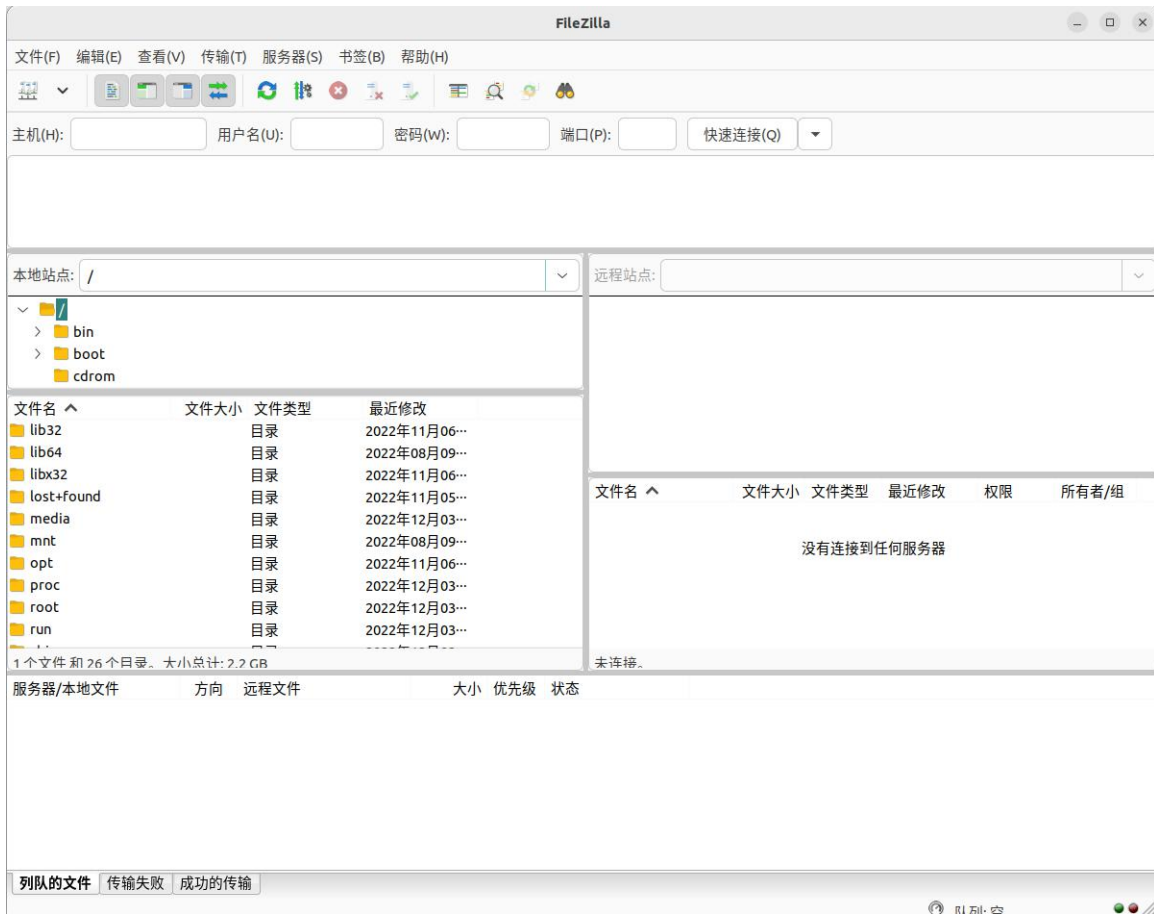 FileZilla
文件(F) 编辑(E) 查看(V) 传输(T) 服务器(S) 书签(B) 帮助(H)
主机(H): 用户名(U): 密码(W): 端口(P): 快速连接(Q)
本地站点: /
/
bin
boot
cdrom
文件名 文件大小 文件类型 最近修改
lib32 目录 2022年11月06…
lib64 目录 2022年08月09…
libx32 目录 2022年11月06…
lost+found 目录 2022年11月05…
media 目录 2022年12月03…
mnt 目录 2022年08月09…
opt 目录 2022年11月06…
proc 目录 2022年12月03…
root 目录 2022年12月03…
run 目录 2022年12月03…
1个文件 和 26个目录。大小总计: 2.2 GB
远程站点:
文件名 文件大小 文件类型 最近修改 权限 所有者/组
没有连接到任何服务器
未连接。
服务器/本地文件 方向 远程文件 大小 优先级 状态
列队的文件 传输失败 成功的传输
队列: 空